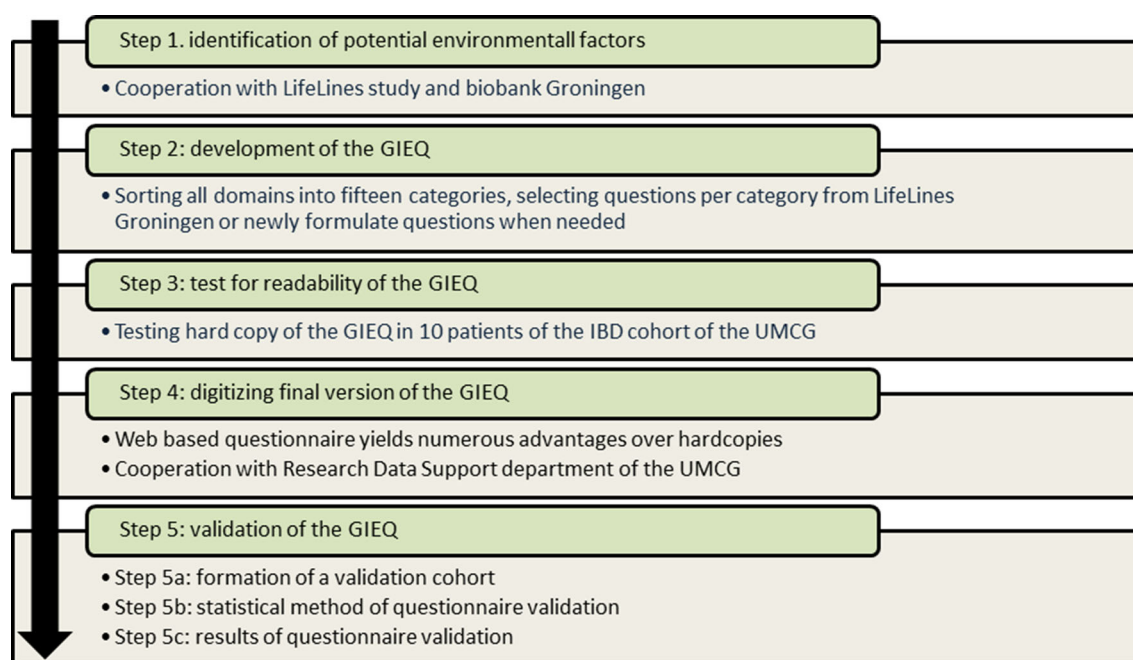 Step 1. identification of potential environmentall factors
• Cooperation with LifeLines study and biobank Groningen
Step 2: development of the GIEQ
• Sorting all domains into fifteen categories, selecting questions per category from LifeLines
Groningen or newly formulate questions when needed
Step 3: test for readability of the GIEQ
• Testing hard copy of the GIEQ in 10 patients of the IBD cohort of the UMCG
Step 4: digitizing final version of the GIEQ
• Web based questionnaire yields numerous advantages over hardcopies
• Cooperation with Research Data Support department of the UMCG
Step 5: validation of the GIEQ
• Step 5a: formation of a validation cohort
• Step 5b: statistical method of questionnaire validation
• Step 5c: results of questionnaire validation